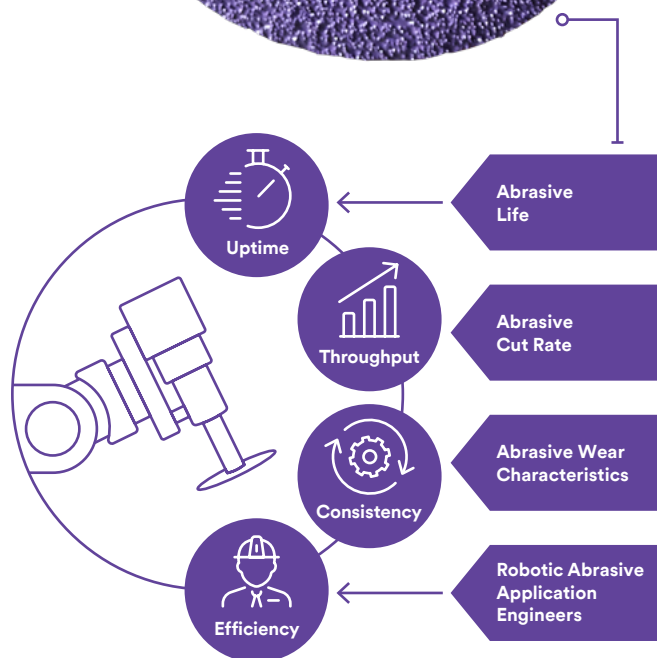 Abrasive
Life
Uptime
Abrasive
Cut Rate
Throughput
Abrasive Wear
Characteristics
Consistency
Robotic Abrasive
Application
Engineers
Efficiency